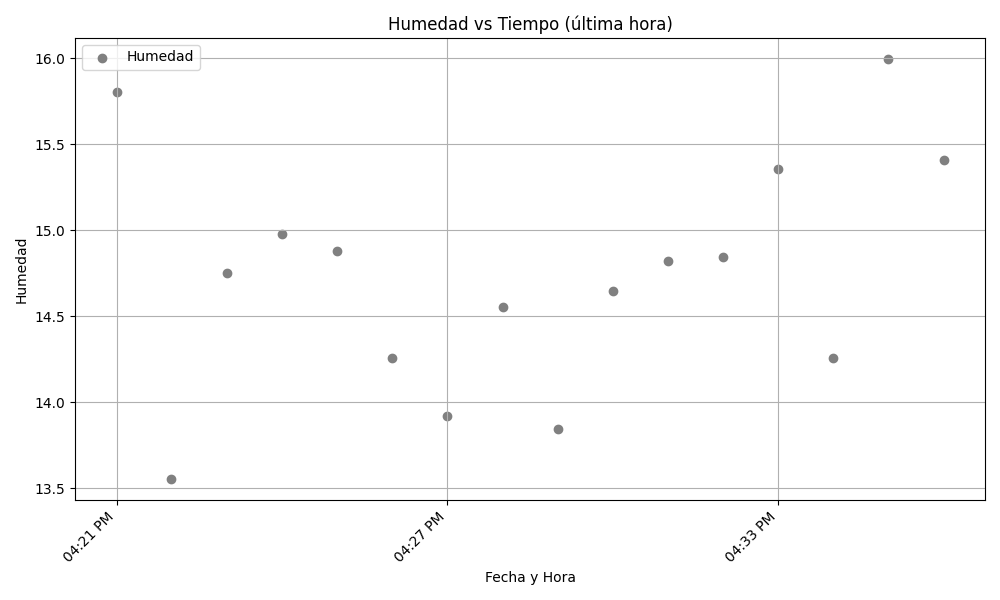 Humedad vs Tiempo (última hora)
Humedad
16.0
15.5
15.0
14.5
14.0
13.5
Humedad
04:21 PM
04:27 PM
04:33 PM
Fecha y Hora